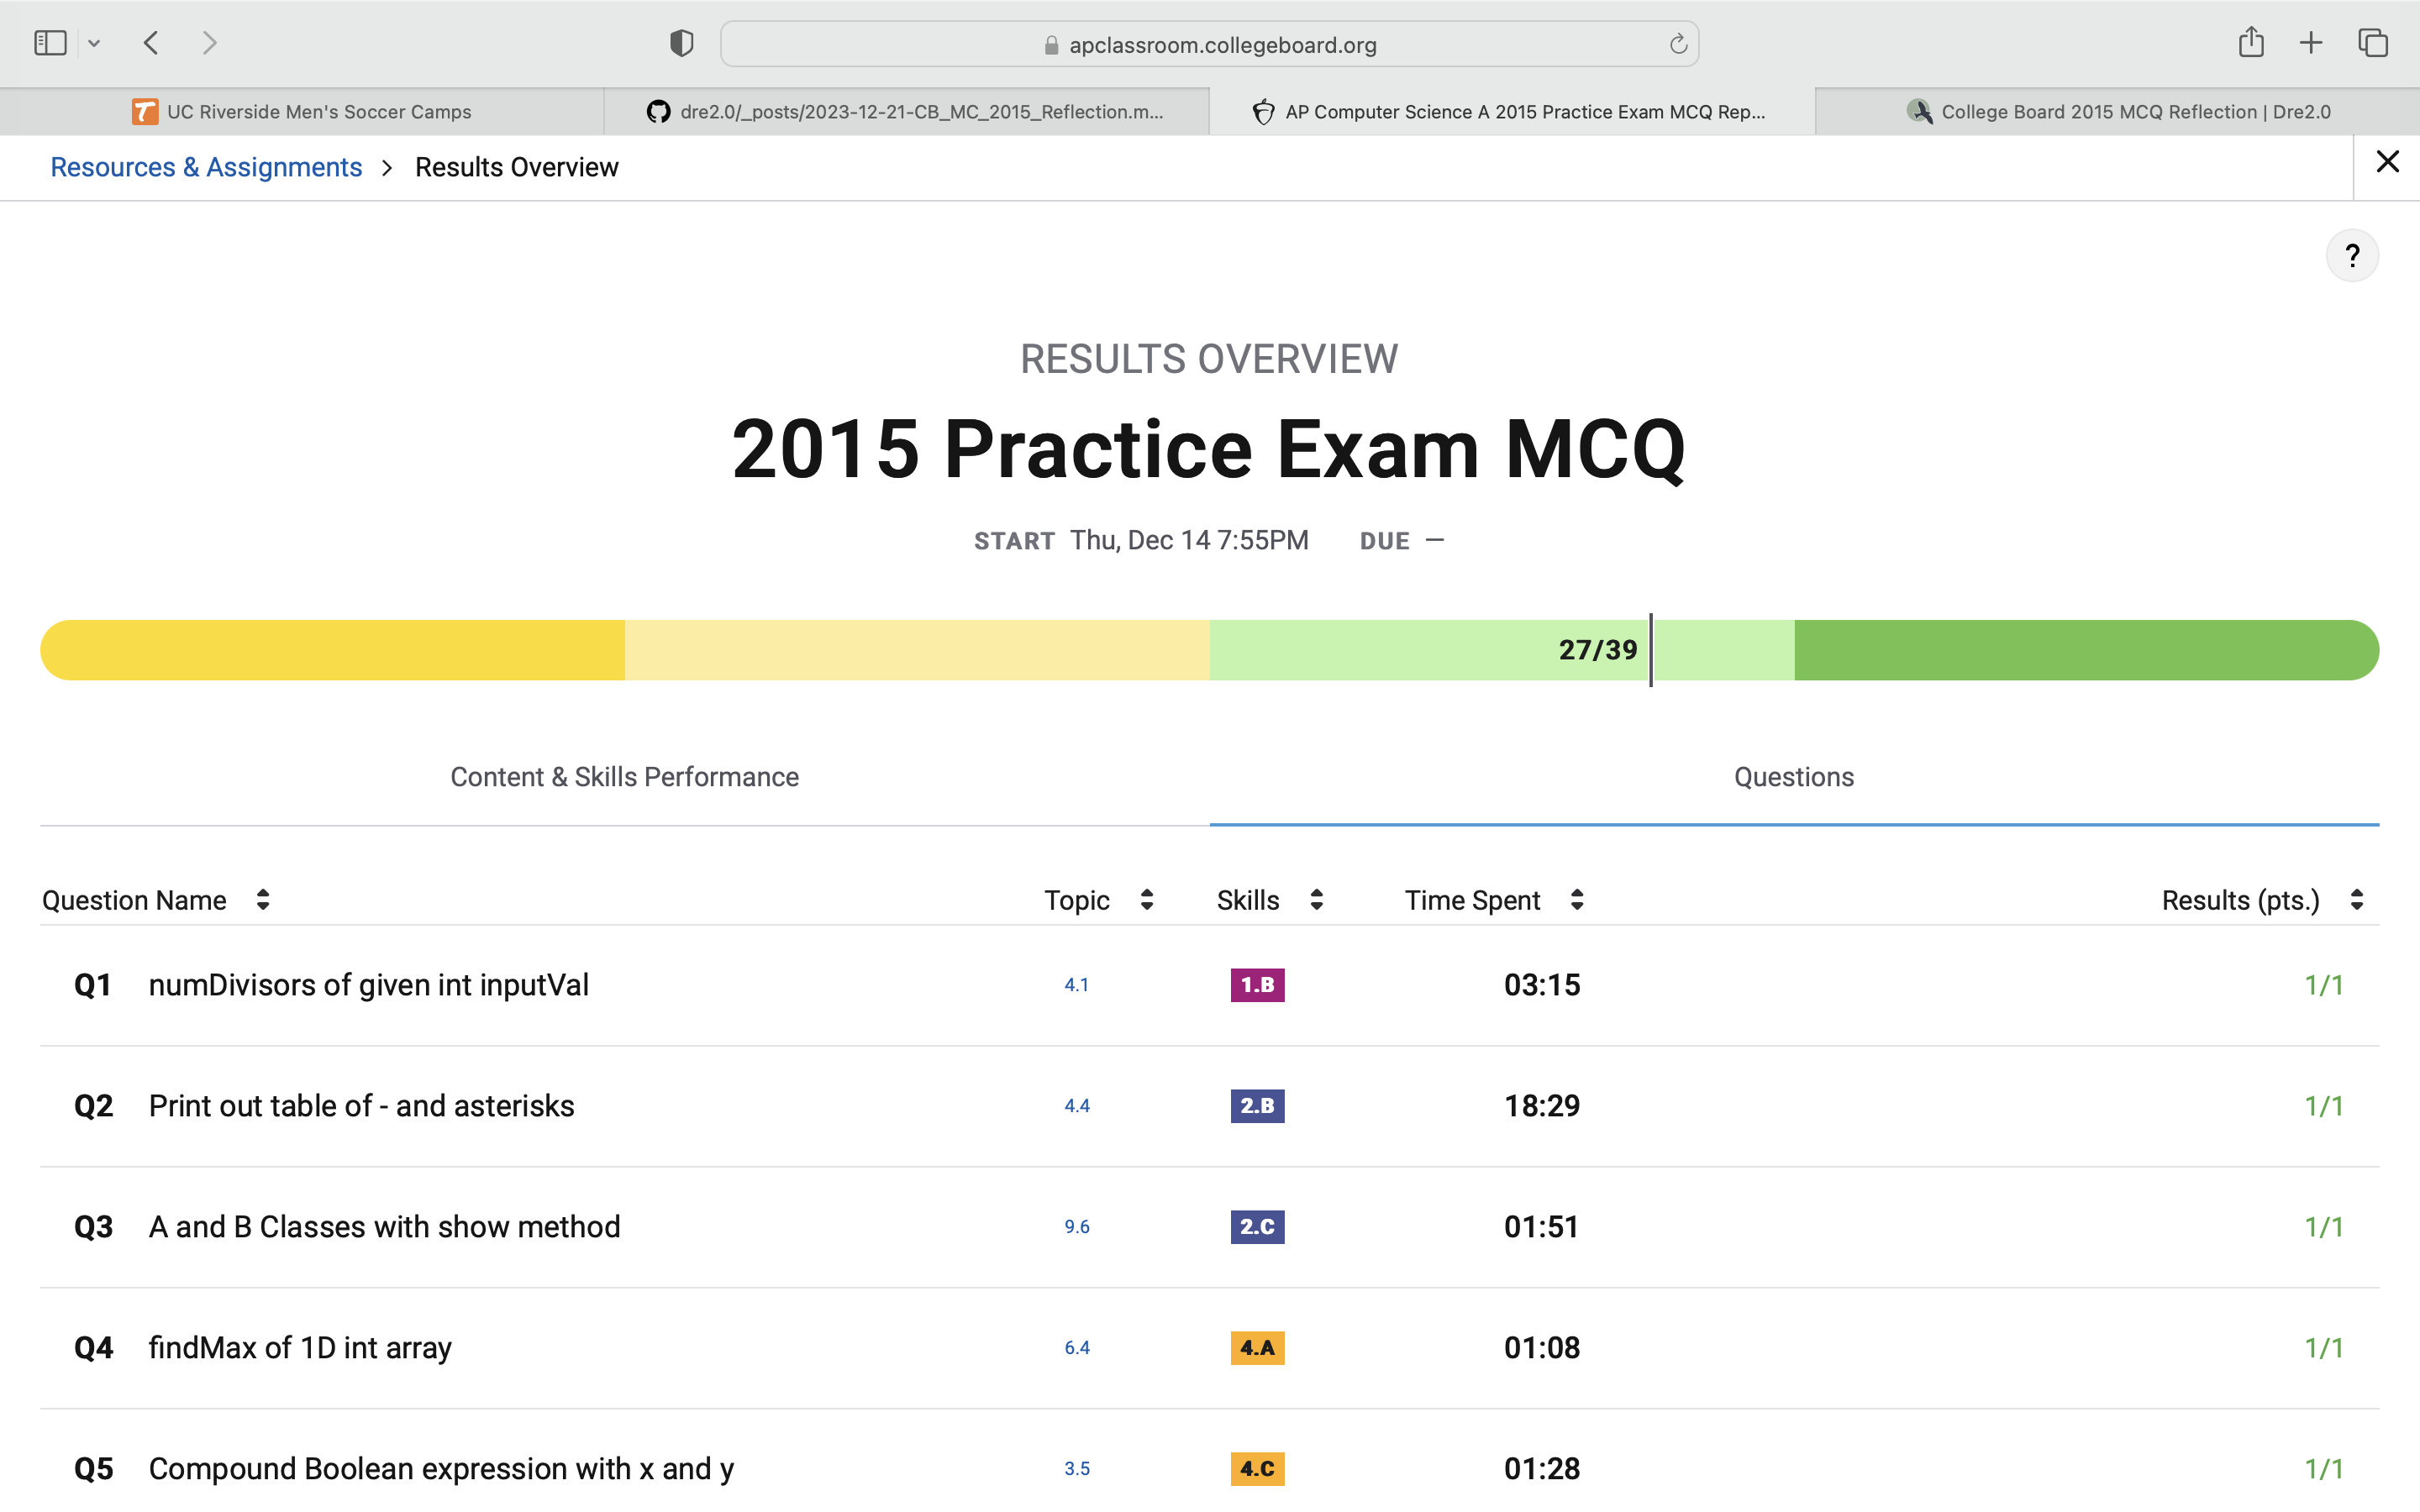 apclassroom.collegeboard.org
UC Riverside Men's Soccer Camps
dre2.0/_posts/2023-12-21-CB_MC_2015_Reflection.m...
AP Computer Science A 2015 Practice Exam MCQ Rep...
College Board 2015 MCQ Reflection | Dre2.0
Resources & Assignments > Results Overview
?
RESULTS OVERVIEW
2015 Practice Exam MCQ
START Thu, Dec 14 7:55PM DUE —
27/39
Content & Skills Performance Questions
Question Name Topic Skills Time Spent Results (pts.)
Q1 numDivisors of given int inputVal 4.1 1.B 03:15 1/1
Q2 Print out table of - and asterisks 4.4 2.B 18:29 1/1
Q3 A and B Classes with show method 9.6 2.C 01:51 1/1
Q4 findMax of 1D int array 6.4 4.A 01:08 1/1
Q5 Compound Boolean expression with x and y 3.5 4.C 01:28 1/1